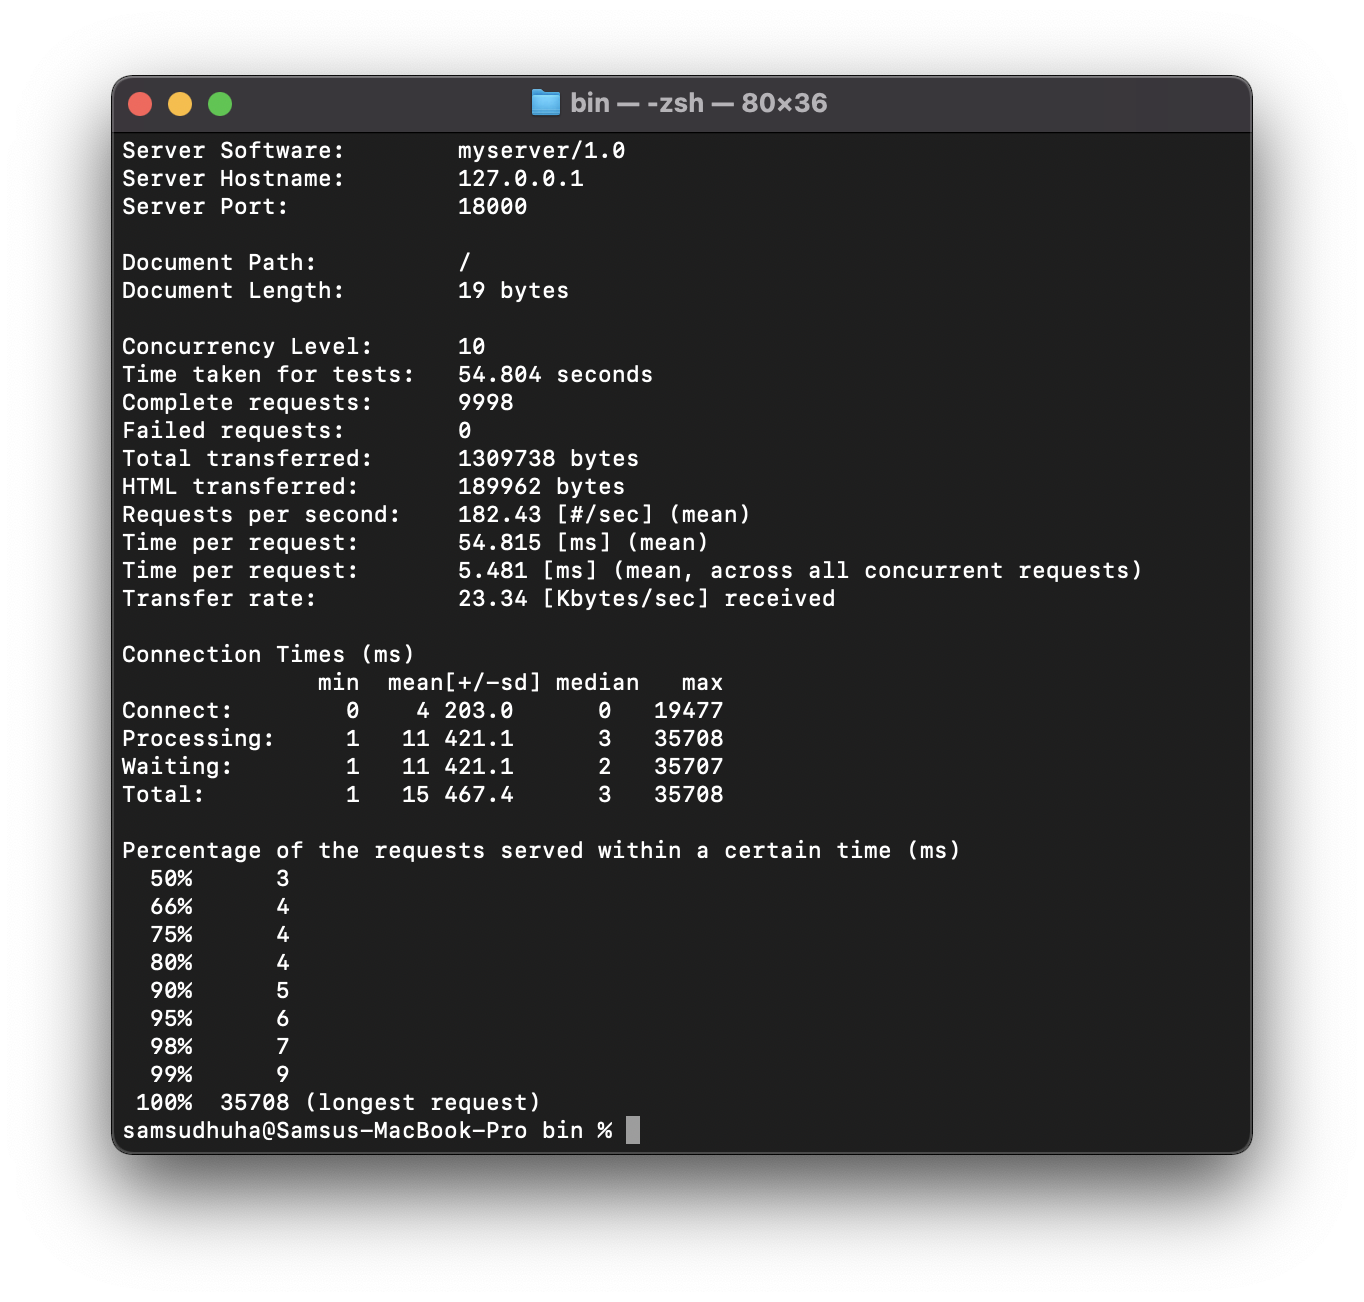 bin — -zsh — 80×36
Server Software:        myserver/1.0
Server Hostname:        127.0.0.1
Server Port:            18000

Document Path:          /
Document Length:        19 bytes

Concurrency Level:      10
Time taken for tests:   54.804 seconds
Complete requests:      9998
Failed requests:        0
Total transferred:      1309738 bytes
HTML transferred:       189962 bytes
Requests per second:    182.43 [#/sec] (mean)
Time per request:       54.815 [ms] (mean)
Time per request:       5.481 [ms] (mean, across all concurrent requests)
Transfer rate:          23.34 [Kbytes/sec] received

Connection Times (ms)
              min  mean[+/-sd] median   max
Connect:        0    4 203.0      0   19477
Processing:     1   11 421.1      3   35708
Waiting:        1   11 421.1      2   35707
Total:          1   15 467.4      3   35708

Percentage of the requests served within a certain time (ms)
  50%      3
  66%      4
  75%      4
  80%      4
  90%      5
  95%      6
  98%      7
  99%      9
 100%  35708 (longest request)
samsudhuha@Samsus-MacBook-Pro bin %